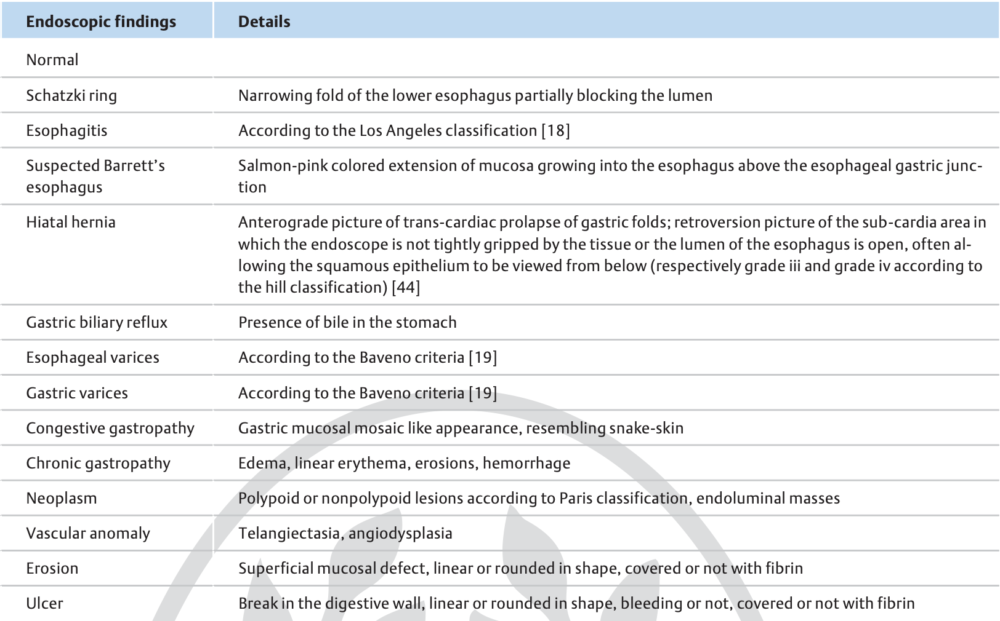 Endoscopic findings Details
Normal
Schatzki ring Narrowing fold of the lower esophagus partially blocking the lumen
Esophagitis According to the Los Angeles classification [18]
Suspected Barrett’s Salmon-pink colored extension of mucosa growing into the esophagus above the esophageal gastric junc-
esophagus tion
Hiatal hernia Anterograde picture of trans-cardiac prolapse of gastric folds; retroversion picture of the sub-cardia area in
which the endoscope is not tightly gripped by the tissue or the lumen of the esophagus is open, often al-
lowing the squamous epithelium to be viewed from below (respectively grade iii and grade iv according to
the hill classification) [44]
Gastric biliary reflux Presence of bile in the stomach
Esophageal varices According to the Baveno criteria [19]
Gastric varices According to the Baveno criteria [19]
Congestive gastropathy Gastric mucosal mosaic like appearance, resembling snake-skin
Chronic gastropathy Edema, linear erythema, erosions, hemorrhage
Neoplasm Polypoid or nonpolypoid lesions according to Paris classification, endoluminal masses
Vascular anomaly Telangiectasia, angiodysplasia
Erosion Superficial mucosal defect, linear or rounded in shape, covered or not with fibrin
Ulcer Break in the digestive wall, linear or rounded in shape, bleeding or not, covered or not with fibrin